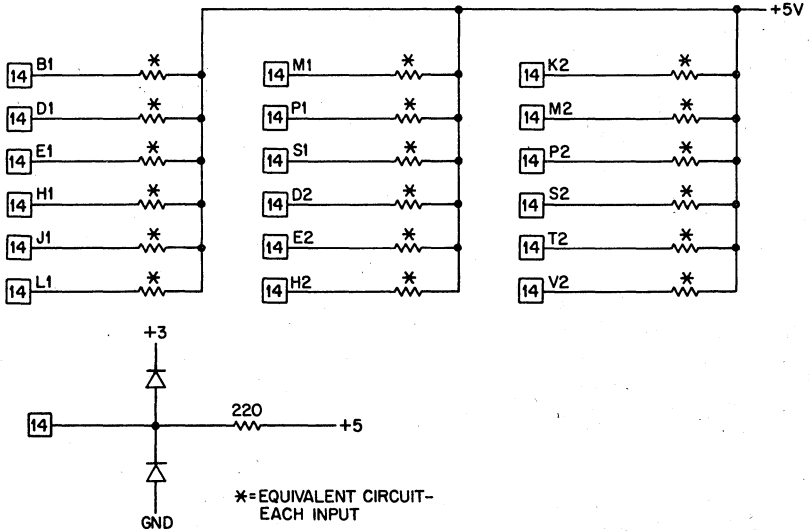 +5V
14 B1 * 14 M1 * 14 K2 *
14 D1 * 14 P1 * 14 M2 *
14 E1 * 14 S1 * 14 P2 *
14 H1 * 14 D2 * 14 S2 *
14 J1 * 14 E2 * 14 T2 *
14 L1 * 14 H2 * 14 V2 *
+3
14 220 +5
GND
*=EQUIVALENT CIRCUIT-
EACH INPUT